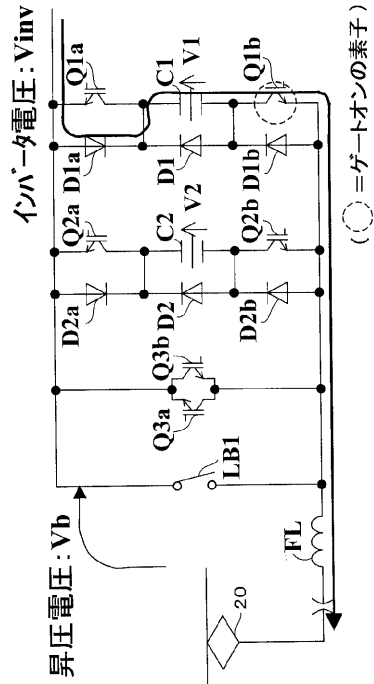 インバータ電圧：Vinv
Q1a
C1
V1
Q1b
D1a
D1
D1b
(
=ゲートオンの素子)
Q2a
C2
V2
Q2b
D2a
D2
D2b
Q3a
Q3b
LB1
昇圧電圧：Vb
FL
20